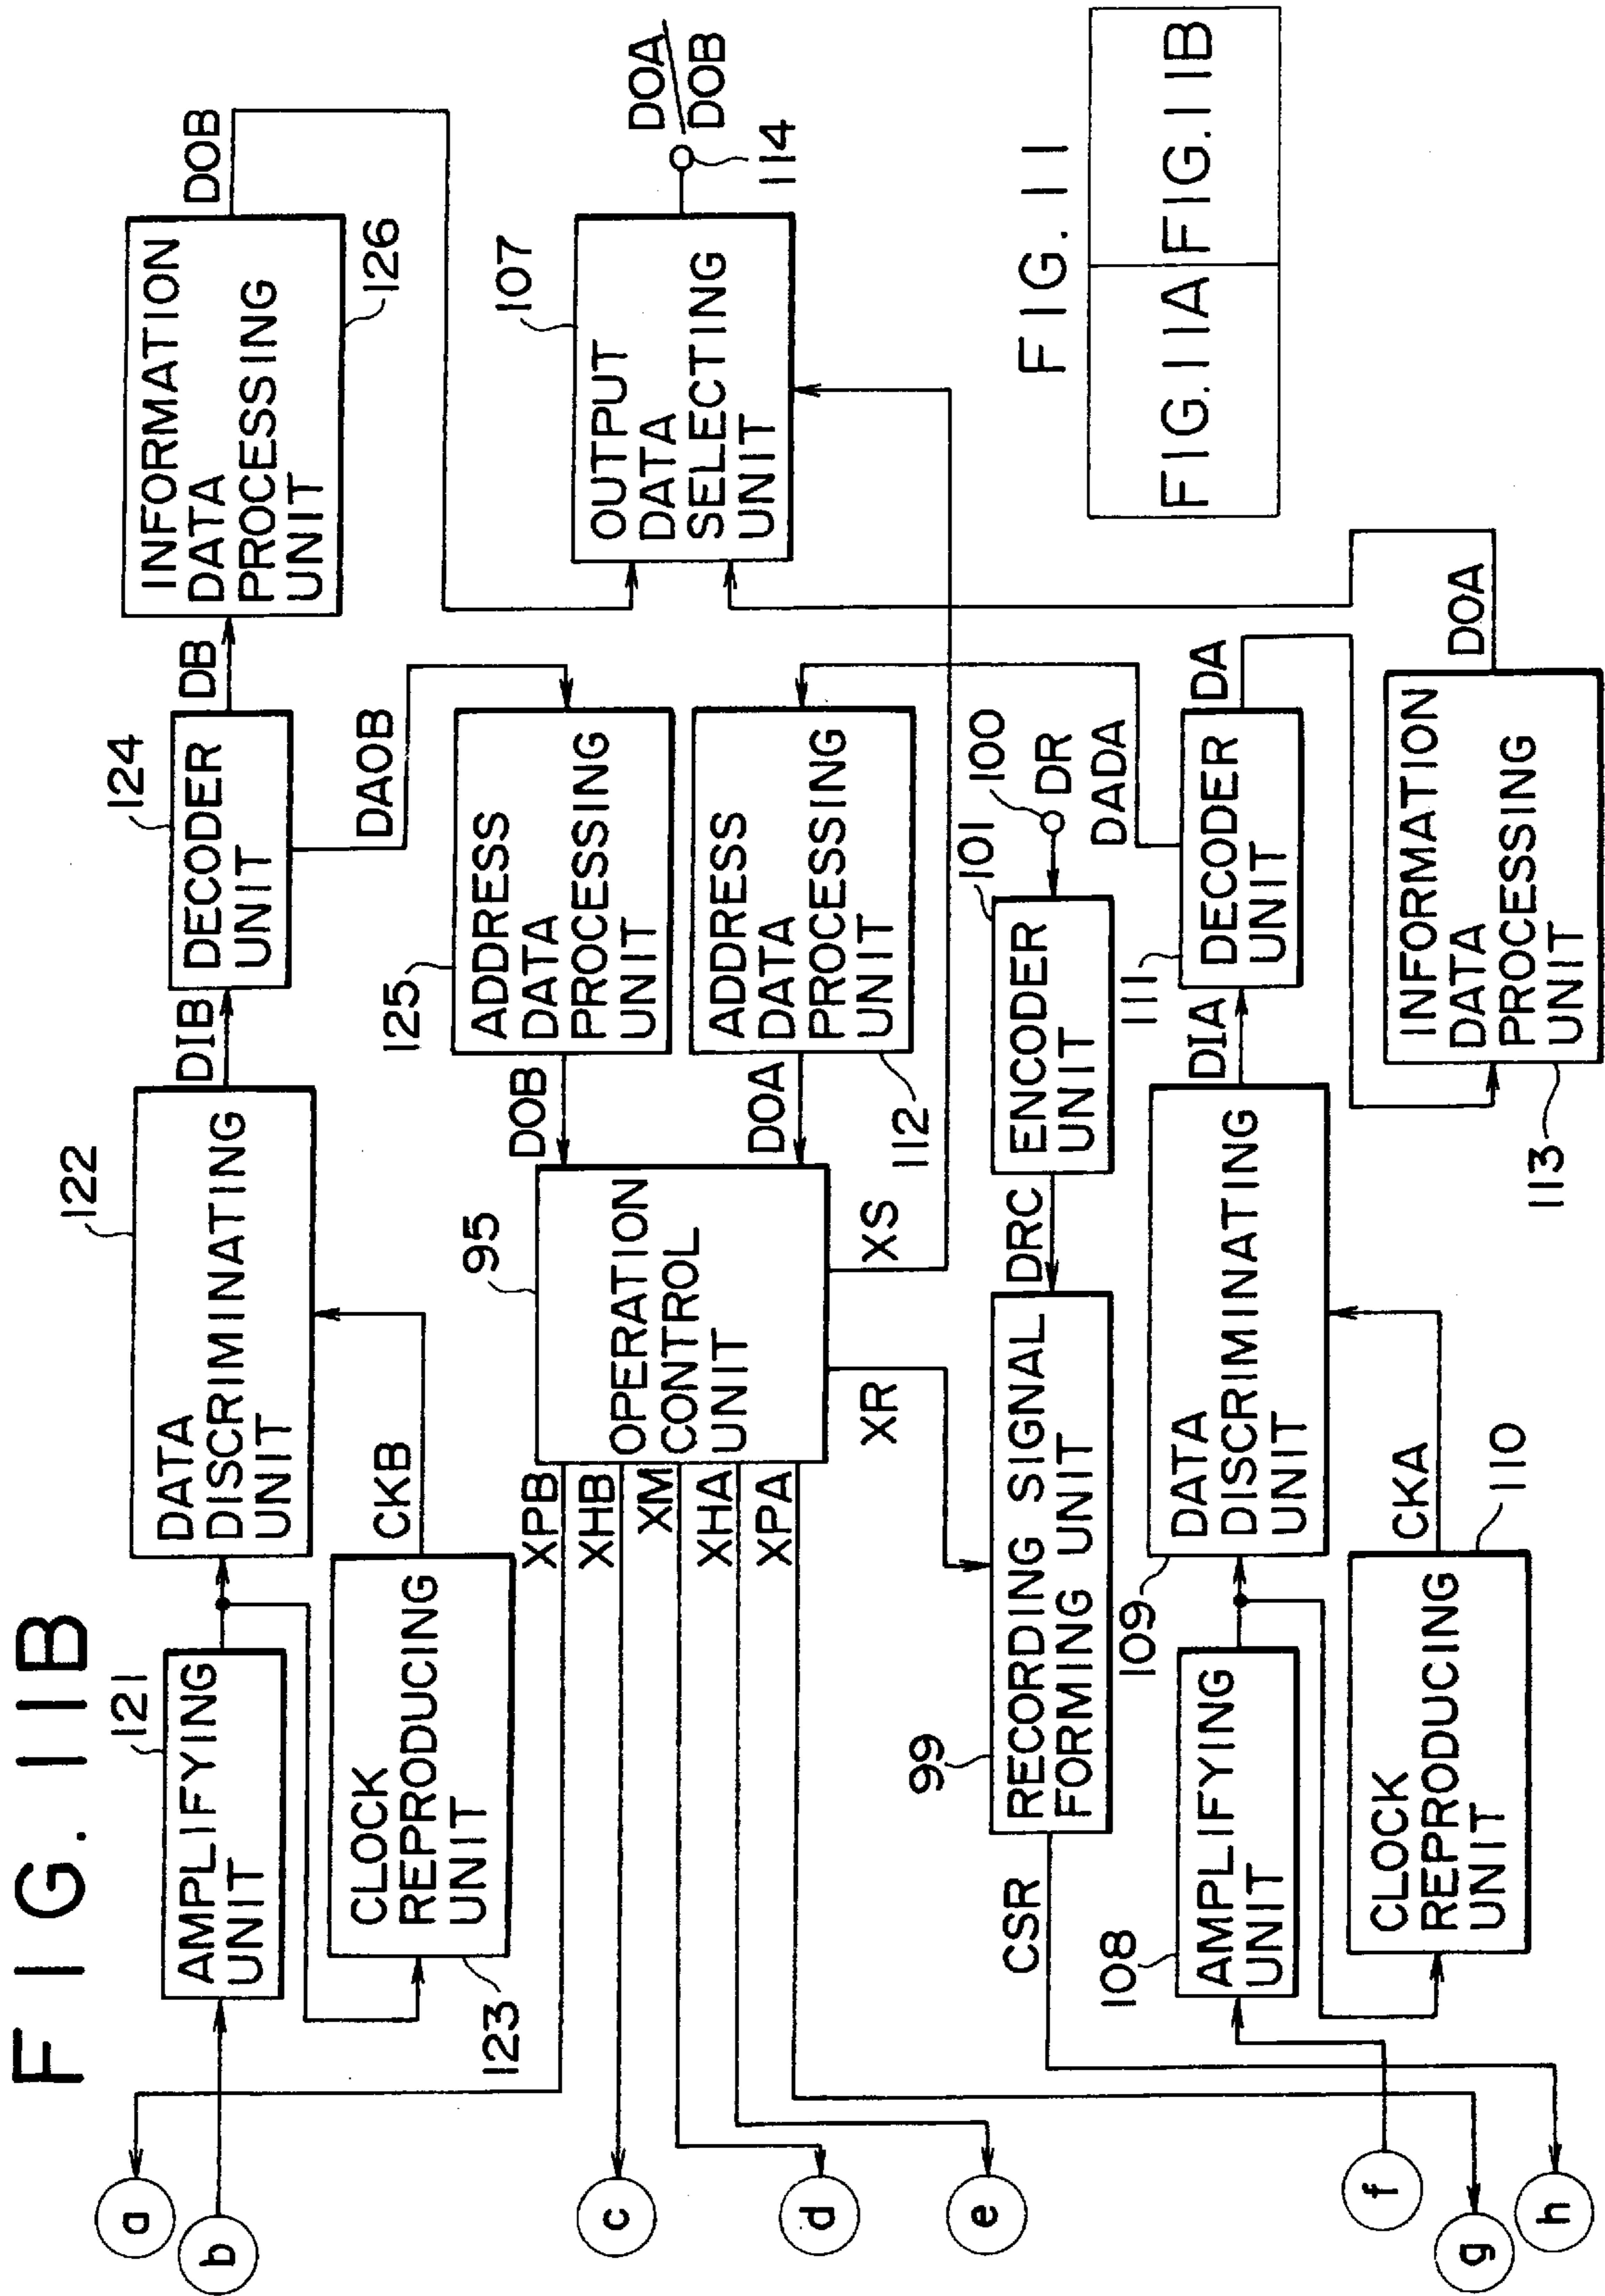 FIG. 11B
121
AMPLIFYING
UNIT
122
DATA
DISCRIMINATING
UNIT
DIB
124
DECODER
UNIT
DB
INFORMATION
DATA
PROCESSING
UNIT
126
DOB
CLOCK
REPRODUCING
UNIT
123
CKB
DAOB
125
ADDRESS
DATA
PROCESSING
UNIT
DOB
ADDRESS
DATA
PROCESSING
UNIT
112
DOA
95
OPERATION
CONTROL
UNIT
XPB
XHB
XM
XHA
XPA
XR
XS
107
OUTPUT
DATA
SELECTING
UNIT
DOA/DOB
114
99
RECORDING SIGNAL
FORMING UNIT
CSR
DRC
101
ENCODER
UNIT
100
DR
DADA
108
AMPLIFYING
UNIT
109
DATA
DISCRIMINATING
UNIT
DIA
111
DECODER
UNIT
DA
CLOCK
REPRODUCING
UNIT
110
CKA
INFORMATION
DATA
PROCESSING
UNIT
113
DOA
a
b
c
d
e
f
g
h
FIG. 11
FIG. 11A
FIG. 11B